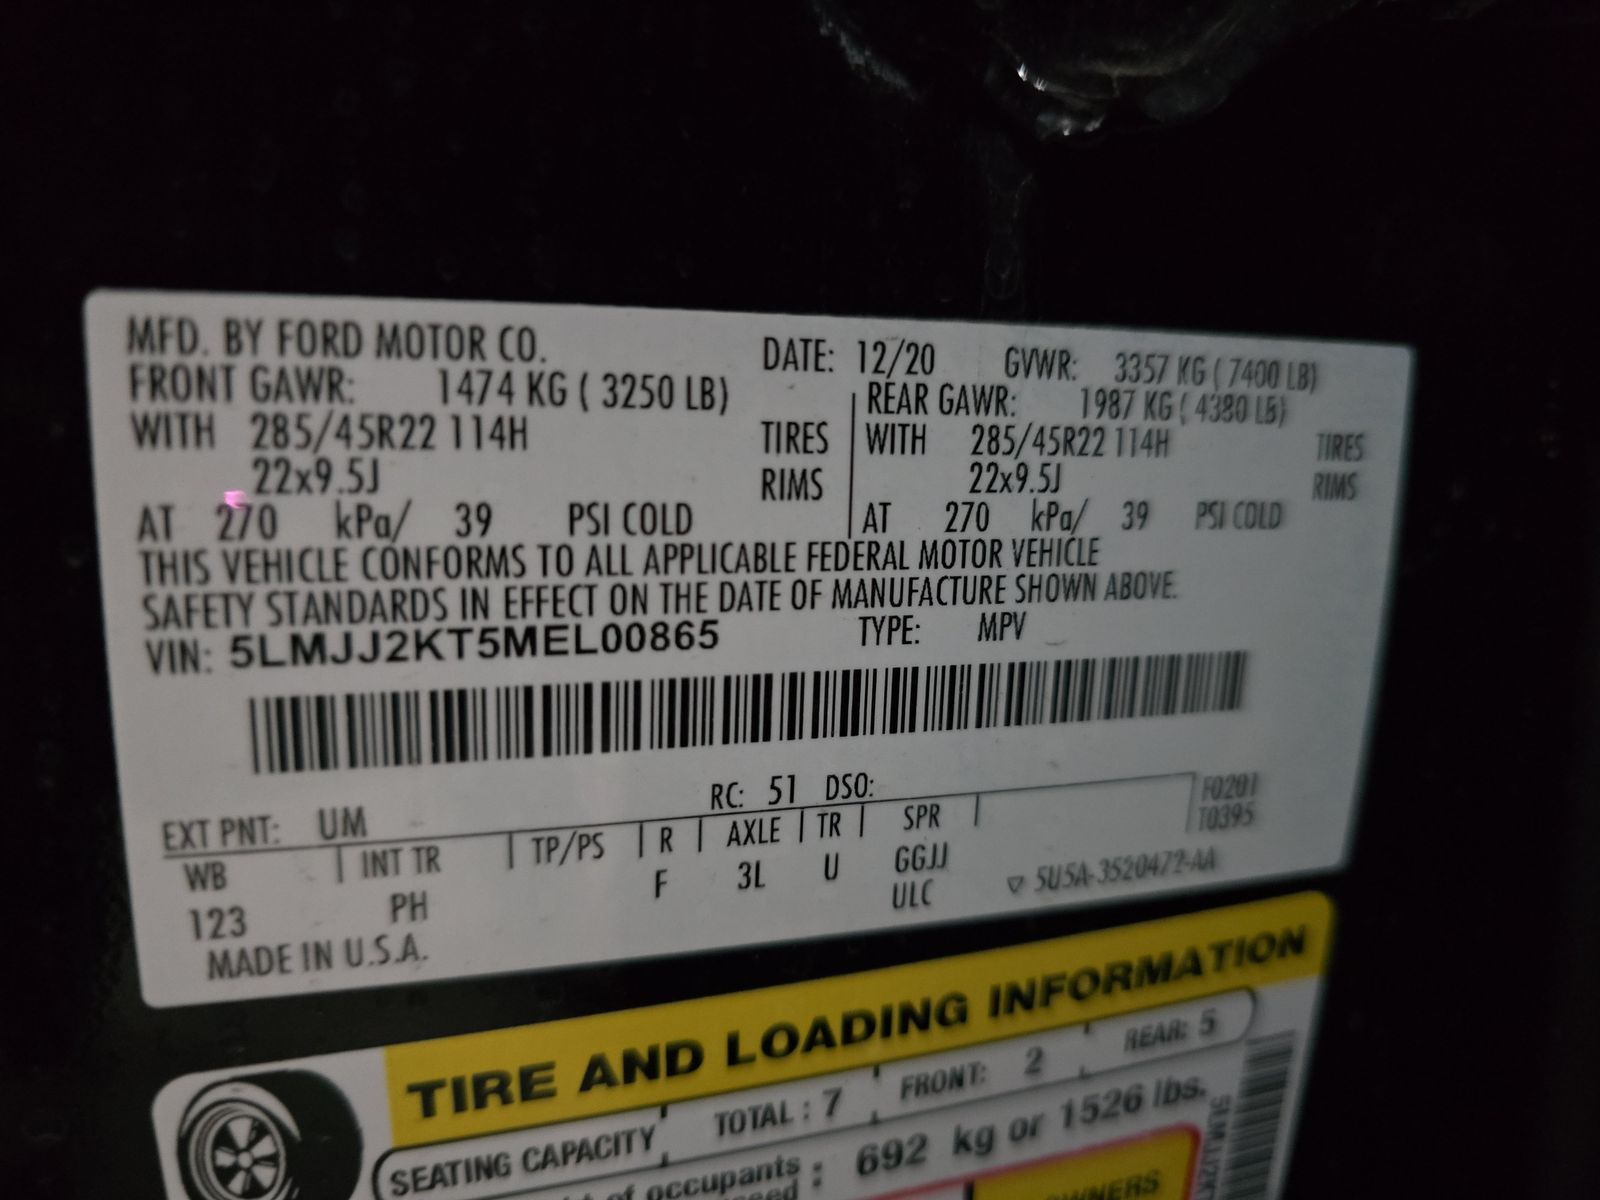 MFD. BY FORD MOTOR CO.
DATE: 12/20 GVWR: 3357 KG ( 7400 LB)
FRONT GAWR: 1474 KG ( 3250 LB)
REAR GAWR: 1987 KG ( 4380 LB)
WITH 285/45R22 114H TIRES
WITH 285/45R22 114H TIRES
22x9.5J RIMS
22x9.5J RIMS
AT 270 kPa/ 39 PSI COLD
AT 270 kPa/ 39 PSI COLD
THIS VEHICLE CONFORMS TO ALL APPLICABLE FEDERAL MOTOR VEHICLE
SAFETY STANDARDS IN EFFECT ON THE DATE OF MANUFACTURE SHOWN ABOVE.
VIN: 5LMJJ2KT5MEL00865 TYPE: MPV
EXT PNT: UM RC: 51 DSO:
F0201
T0395
WB INT TR TP/PS R AXLE TR SPR
123 PH F 3L U GGJJ
ULC
▽ 5U5A-3520472-AA
MADE IN U.S.A.
TIRE AND LOADING INFORMATION
SEATING CAPACITY TOTAL : 7 FRONT: 2 REAR: 5
of occupants : 692 kg or 1526 lbs.
5LMJJ2K